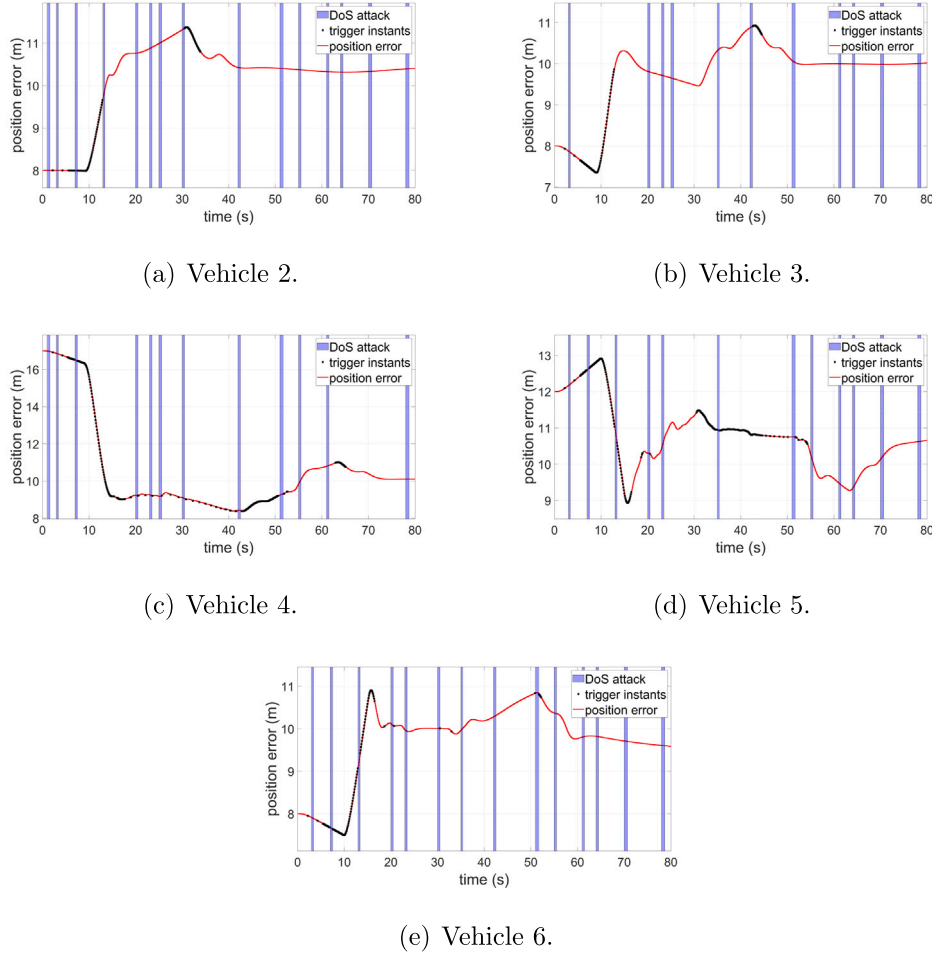 DoS attack
trigger instants
position error
position error (m)
11
10
9
8
0 10 20 30 40 50 60 70 80
time (s)
(a) Vehicle 2.
DoS attack
trigger instants
position error
position error (m)
11
10
9
8
7
0 10 20 30 40 50 60 70 80
time (s)
(b) Vehicle 3.
DoS attack
trigger instants
position error
position error (m)
16
14
12
10
8
0 10 20 30 40 50 60 70 80
time (s)
(c) Vehicle 4.
DoS attack
trigger instants
position error
position error (m)
13
12
11
10
9
0 10 20 30 40 50 60 70 80
time (s)
(d) Vehicle 5.
DoS attack
trigger instants
position error
position error (m)
11
10
9
8
0 10 20 30 40 50 60 70 80
time (s)
(e) Vehicle 6.